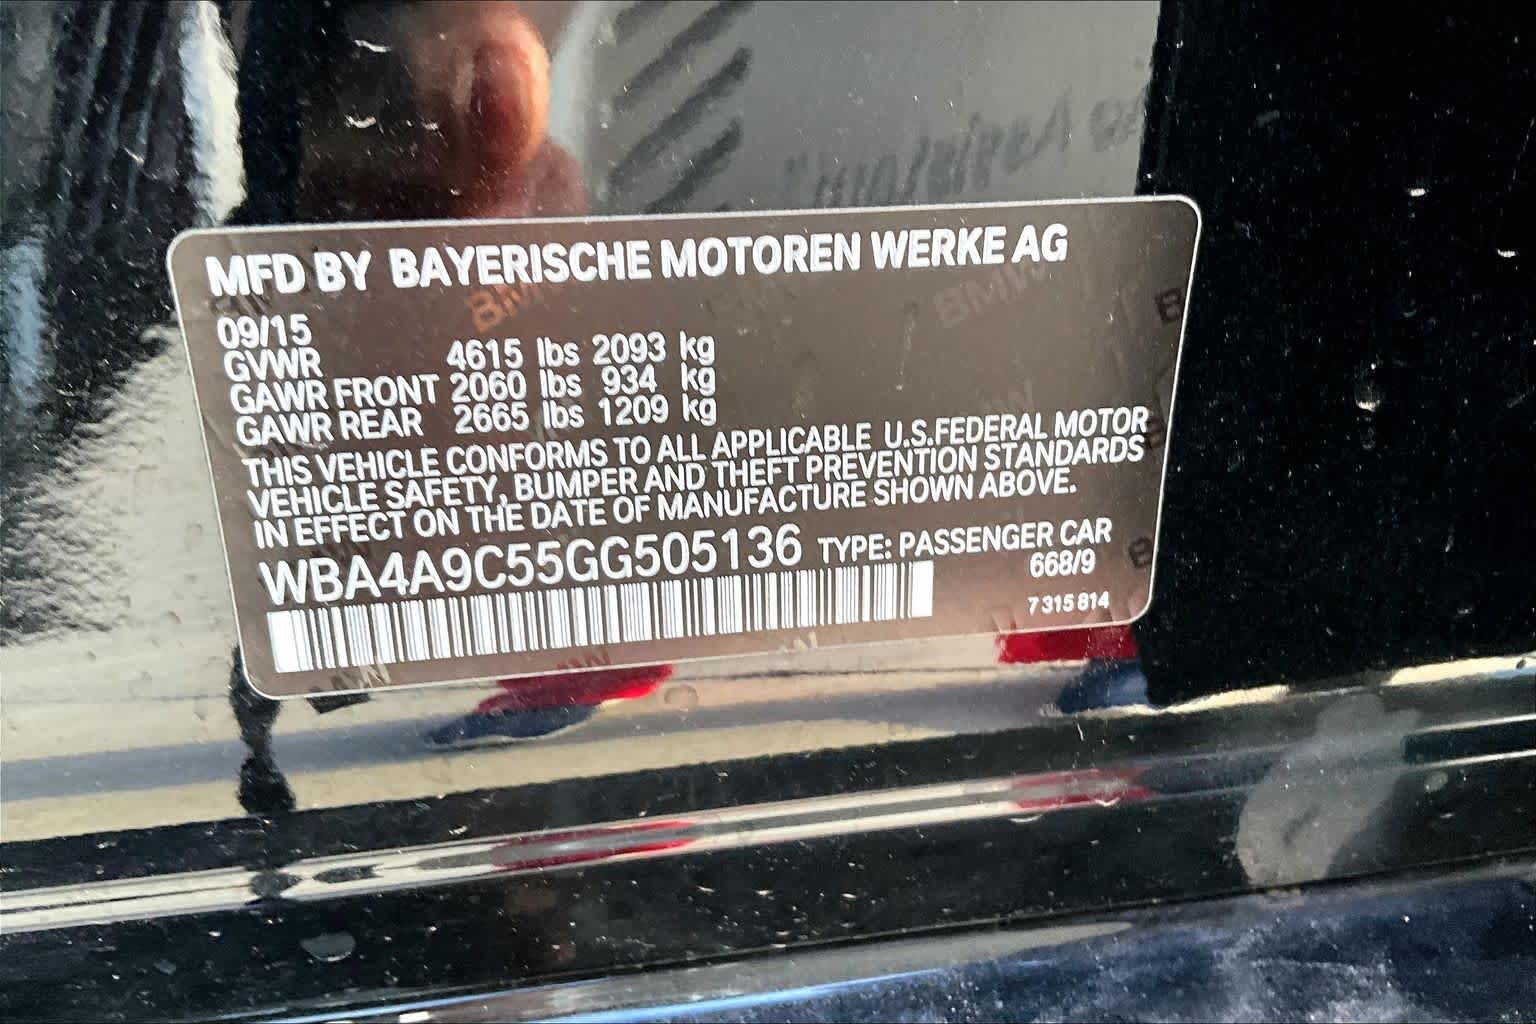 MFD BY BAYERISCHE MOTOREN WERKE AG
09/15
GVWR 4615 lbs 2093 kg
GAWR FRONT 2060 lbs 934 kg
GAWR REAR 2665 lbs 1209 kg
THIS VEHICLE CONFORMS TO ALL APPLICABLE U.S.FEDERAL MOTOR
VEHICLE SAFETY, BUMPER AND THEFT PREVENTION STANDARDS
IN EFFECT ON THE DATE OF MANUFACTURE SHOWN ABOVE.
WBA4A9C55GG505136 TYPE: PASSENGER CAR
668/9
7 315 814